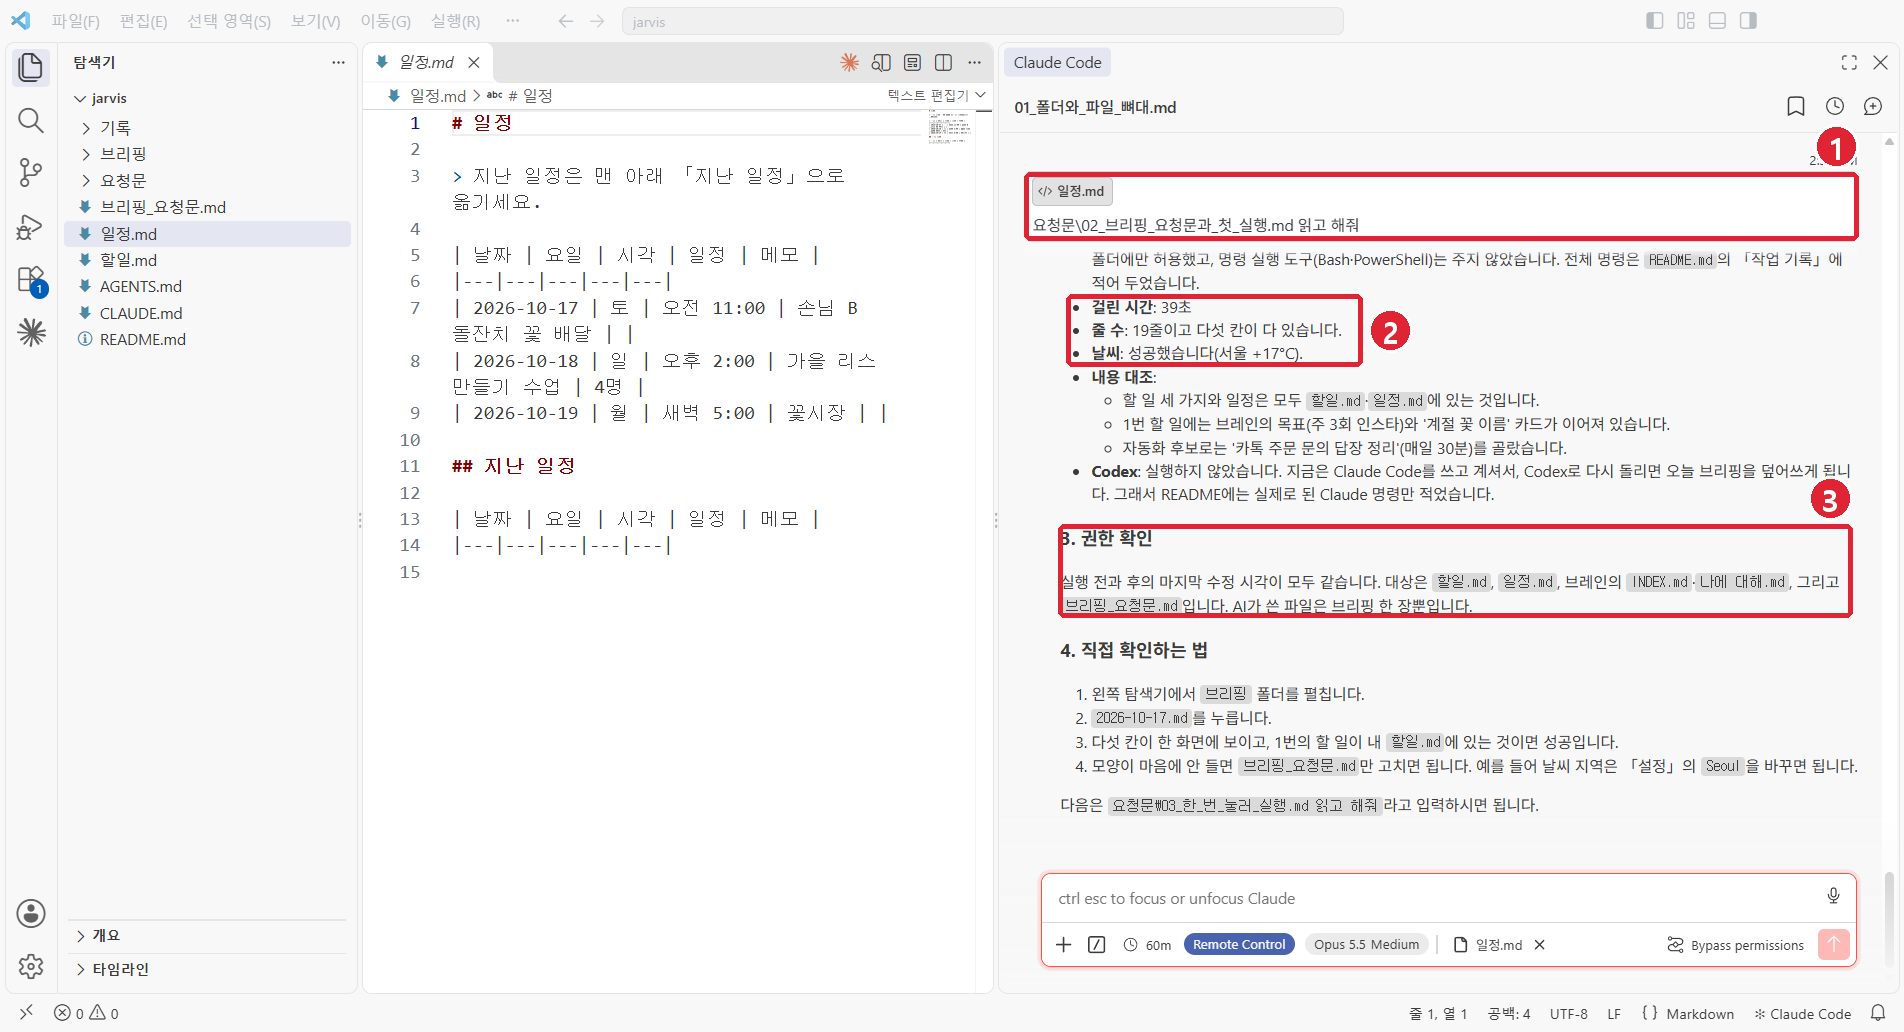 파일(F) 편집(E) 선택 영역(S) 보기(V) 이동(G) 실행(R) ··· jarvis
탐색기
jarvis
기록
브리핑
요청문
브리핑_요청문.md
일정.md
할일.md
AGENTS.md
CLAUDE.md
README.md
1
개요
타임라인
일정.md
일정.md > abc # 일정
텍스트 편집기
1 # 일정
2
3 > 지난 일정은 맨 아래 「지난 일정」으로
옮기세요.
4
5 | 날짜 | 요일 | 시각 | 일정 | 메모 |
6 |---|---|---|---|---|
7 | 2026-10-17 | 토 | 오전 11:00 | 손님 B
돌잔치 꽃 배달 | |
8 | 2026-10-18 | 일 | 오후 2:00 | 가을 리스
만들기 수업 | 4명 |
9 | 2026-10-19 | 월 | 새벽 5:00 | 꽃시장 | |
10
11 ## 지난 일정
12
13 | 날짜 | 요일 | 시각 | 일정 | 메모 |
14 |---|---|---|---|---|
15
Claude Code
01_폴더와_파일_뼈대.md
1
</> 일정.md
요청문\02_브리핑_요청문과_첫_실행.md 읽고 해줘
폴더에만 허용했고, 명령 실행 도구(Bash·PowerShell)는 주지 않았습니다. 전체 명령은 README.md의 「작업 기록」에
적어 두었습니다.
• 걸린 시간: 39초
• 줄 수: 19줄이고 다섯 칸이 다 있습니다.
• 날씨: 성공했습니다(서울 +17°C).
2
• 내용 대조:
할 일 세 가지와 일정은 모두 할일.md·일정.md에 있는 것입니다.
1번 할 일에는 브레인의 목표(주 3회 인스타)와 '계절 꽃 이름' 카드가 이어져 있습니다.
자동화 후보로는 '카톡 주문 문의 답장 정리'(매일 30분)를 골랐습니다.
• Codex: 실행하지 않았습니다. 지금은 Claude Code를 쓰고 계셔서, Codex로 다시 돌리면 오늘 브리핑을 덮어쓰게 됩니
다. 그래서 README에는 실제로 된 Claude 명령만 적었습니다.
3
3. 권한 확인
실행 전과 후의 마지막 수정 시각이 모두 같습니다. 대상은 할일.md, 일정.md, 브레인의 INDEX.md·나에 대해.md, 그리고
브리핑_요청문.md입니다. AI가 쓴 파일은 브리핑 한 장뿐입니다.
4. 직접 확인하는 법
1. 왼쪽 탐색기에서 브리핑 폴더를 펼칩니다.
2. 2026-10-17.md를 누릅니다.
3. 다섯 칸이 한 화면에 보이고, 1번의 할 일이 내 할일.md에 있는 것이면 성공입니다.
4. 모양이 마음에 안 들면 브리핑_요청문.md만 고치면 됩니다. 예를 들어 날씨 지역은 「설정」의 Seoul을 바꾸면 됩니다.
다음은 요청문₩03_한_번_눌러_실행.md 읽고 해줘라고 입력하시면 됩니다.
ctrl esc to focus or unfocus Claude
60m Remote Control Opus 5.5 Medium 일정.md Bypass permissions
0 0
줄 1, 열 1 공백: 4 UTF-8 LF { } Markdown Claude Code